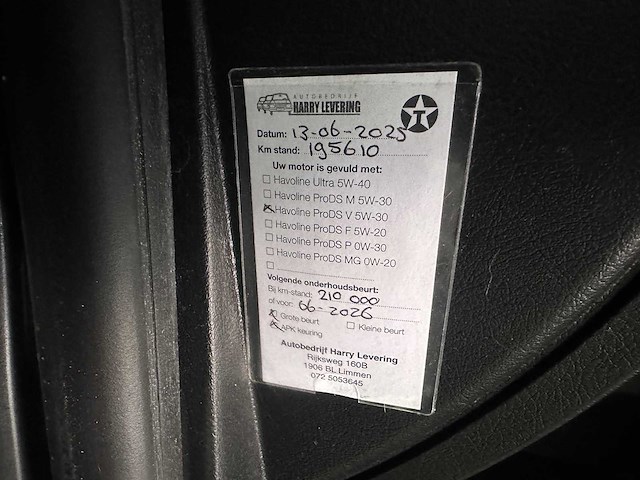 AUTOBEDRIJF
HARRY LEVERING
T
Datum: 13-06-2025
Km stand: 195610
Uw motor is gevuld met:
Havoline Ultra 5W-40
Havoline ProDS M 5W-30
Havoline ProDS V 5W-30
Havoline ProDS F 5W-20
Havoline ProDS P 0W-30
Havoline ProDS MG 0W-20
Volgende onderhoudsbeurt:
Bij km-stand: 210 000
of voor: 06-2026
Grote beurt Kleine beurt
APK keuring
Autobedrijf Harry Levering
Rijksweg 160B
1906 BL Limmen
072 5053645